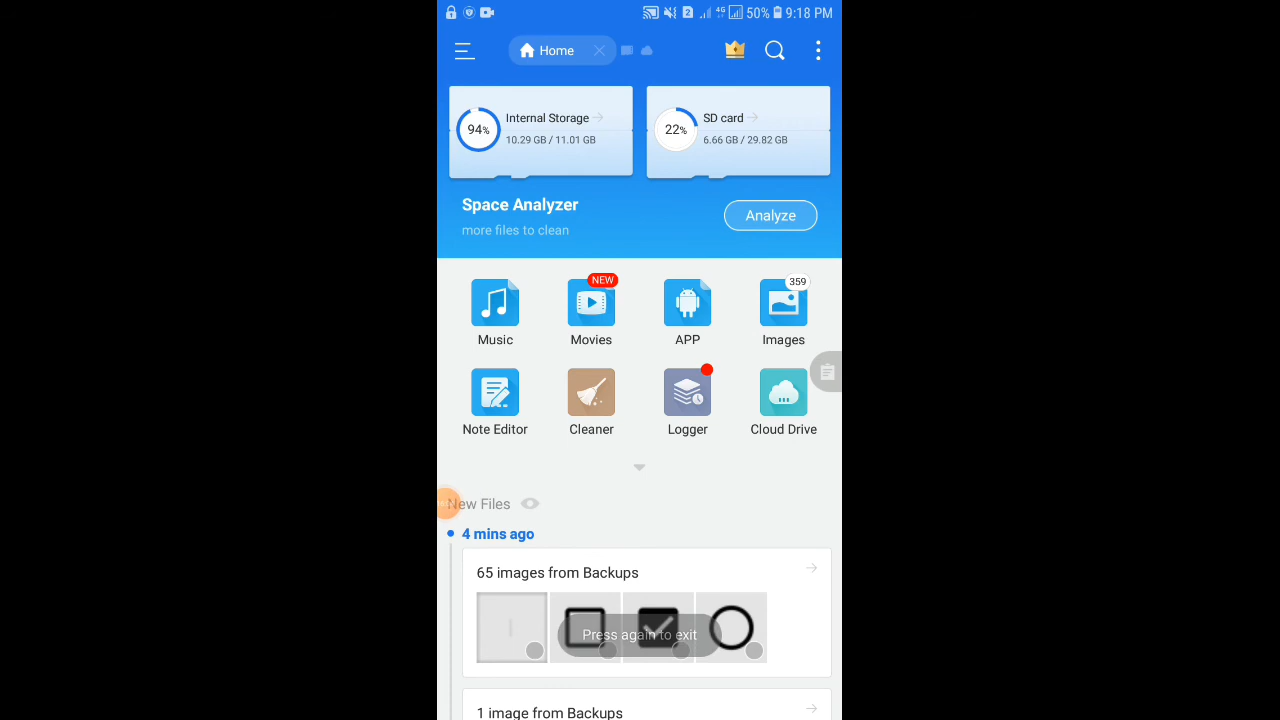 2 4G 50% 9:18 PM
Home
94% Internal Storage 10.29 GB / 11.01 GB
22% SD card 6.66 GB / 29.82 GB
Space Analyzer
more files to clean
Analyze
NEW 359
Music Movies APP Images
Note Editor Cleaner Logger Cloud Drive
New Files
4 mins ago
65 images from Backups
Press again to exit
1 image from Backups